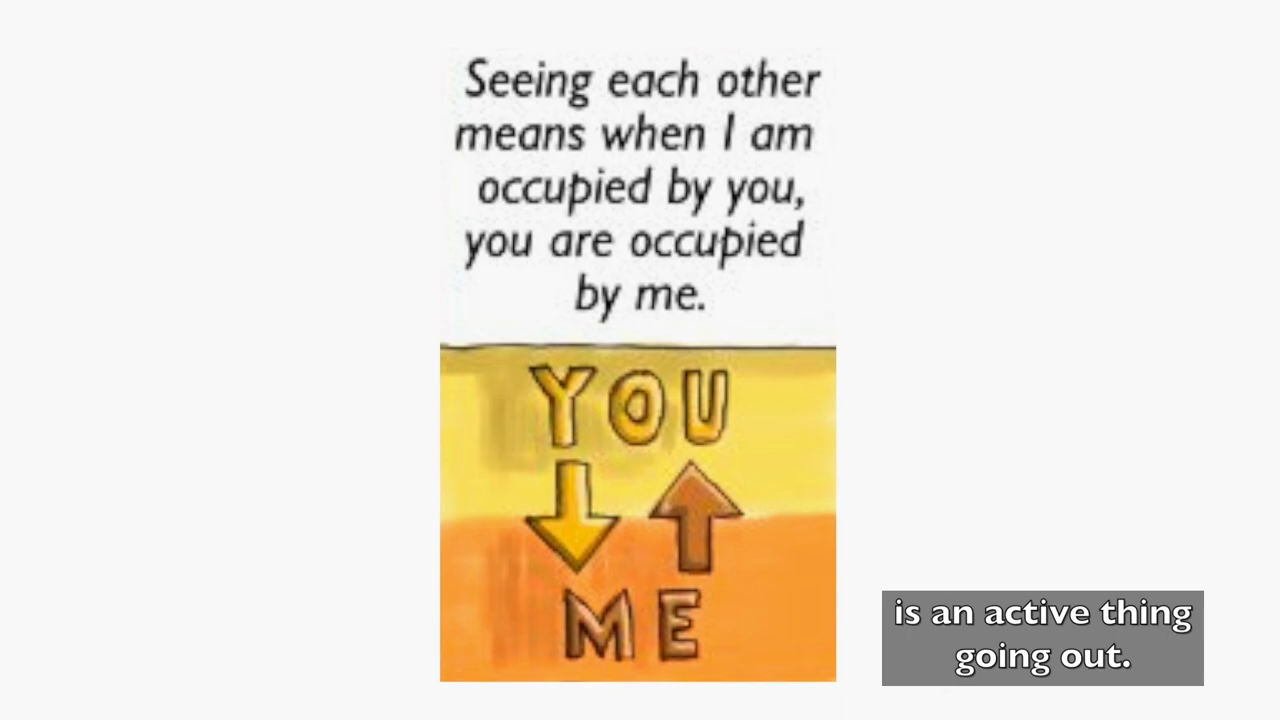 Seeing each other
means when I am
occupied by you,
you are occupied
by me.
YOU
ME
is an active thing
going out.